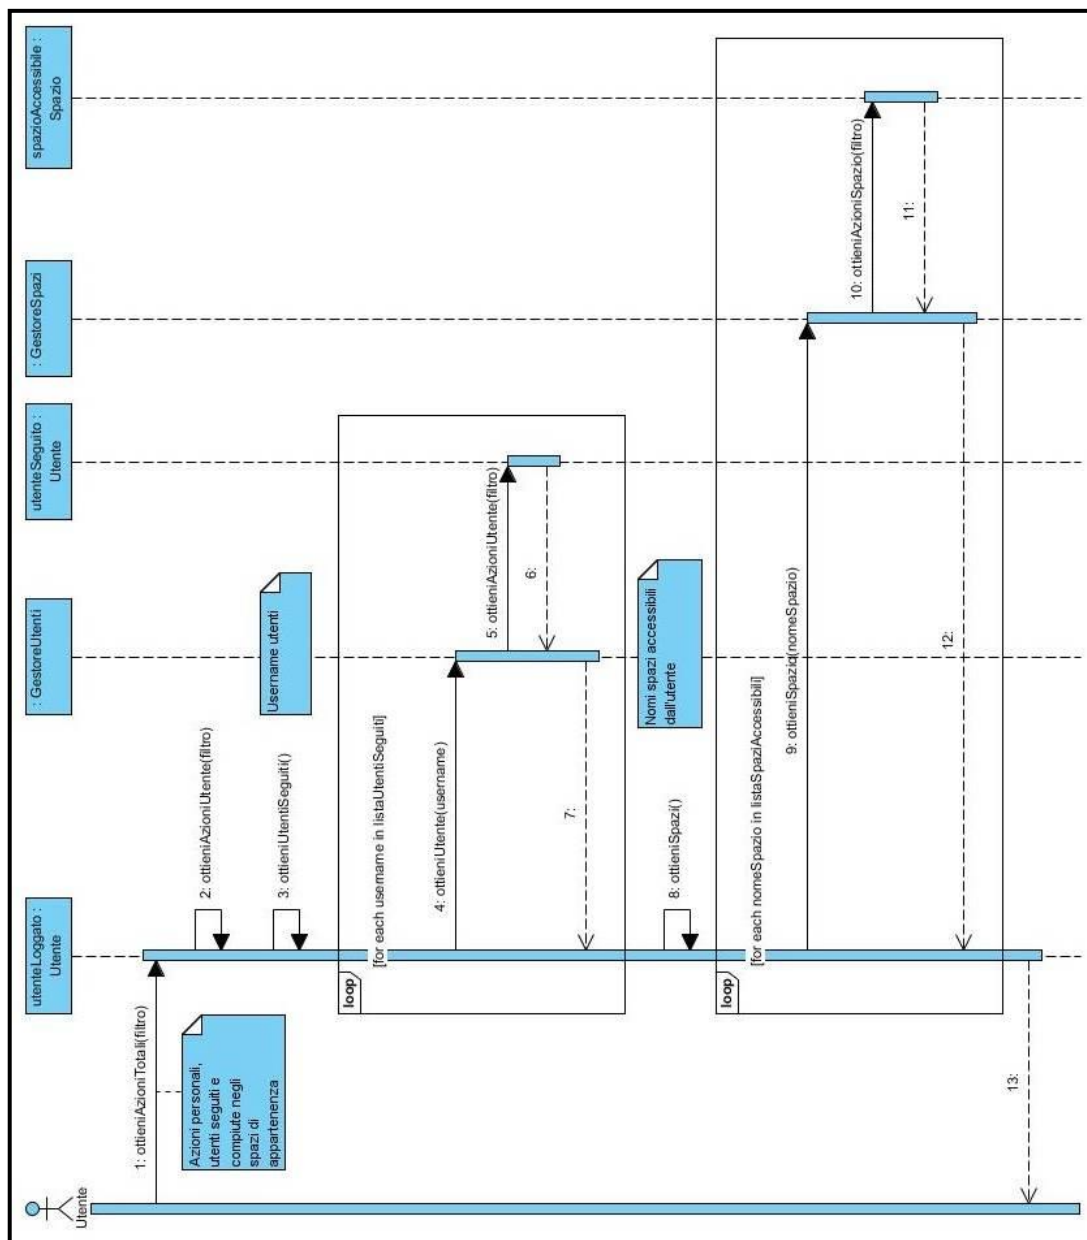 Utente
utenteLoggato :
Utente
: GestoreUtenti
utenteSeguito :
Utente
: GestoreSpazi
spazioAccessibile :
Spazio
1: ottieniAzioniTotali(filtro)
Azioni personali,
utenti seguiti e
compiute negli
spazi di
appartenenza
2: ottieniAzioniUtente(filtro)
3: ottieniUtentiSeguiti()
Username utenti
loop
[for each username in listaUtentiSeguiti]
4: ottieniUtente(username)
5: ottieniAzioniUtente(filtro)
6:
7:
8: ottieniSpazi()
Nomi spazi accessibili
dall'utente
loop
[for each nomeSpazio in listaSpaziAccessibili]
9: ottieniSpazio(nomeSpazio)
10: ottieniAzioniSpazio(filtro)
11:
12:
13: